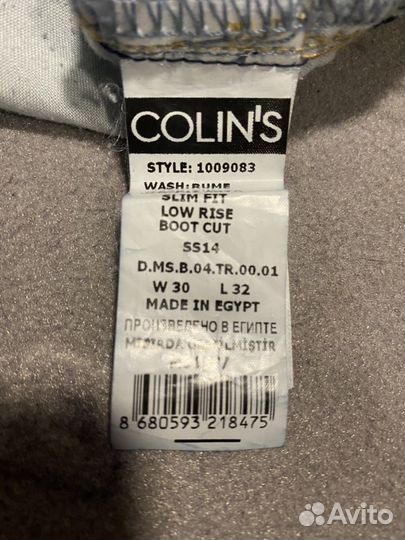 COLIN'S
STYLE: 1009083
WASH:RUME
SLIM FIT
LOW RISE
BOOT CUT
SS14
D.MS.B.04.TR.00.01
W 30 L 32
MADE IN EGYPT
ПРОИЗВЕДЕНО В ЕГИПТЕ
8 680593 218475
Avito